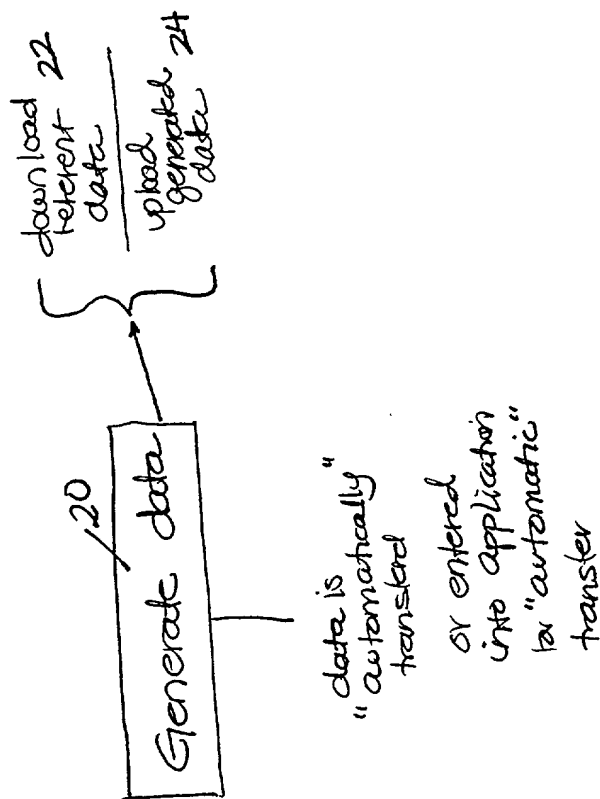 20
Generate data
download
referent 22
data
upload
generated 24
data
data is
"automatically"
transferd
or entered
into application
for "automatic"
transfer